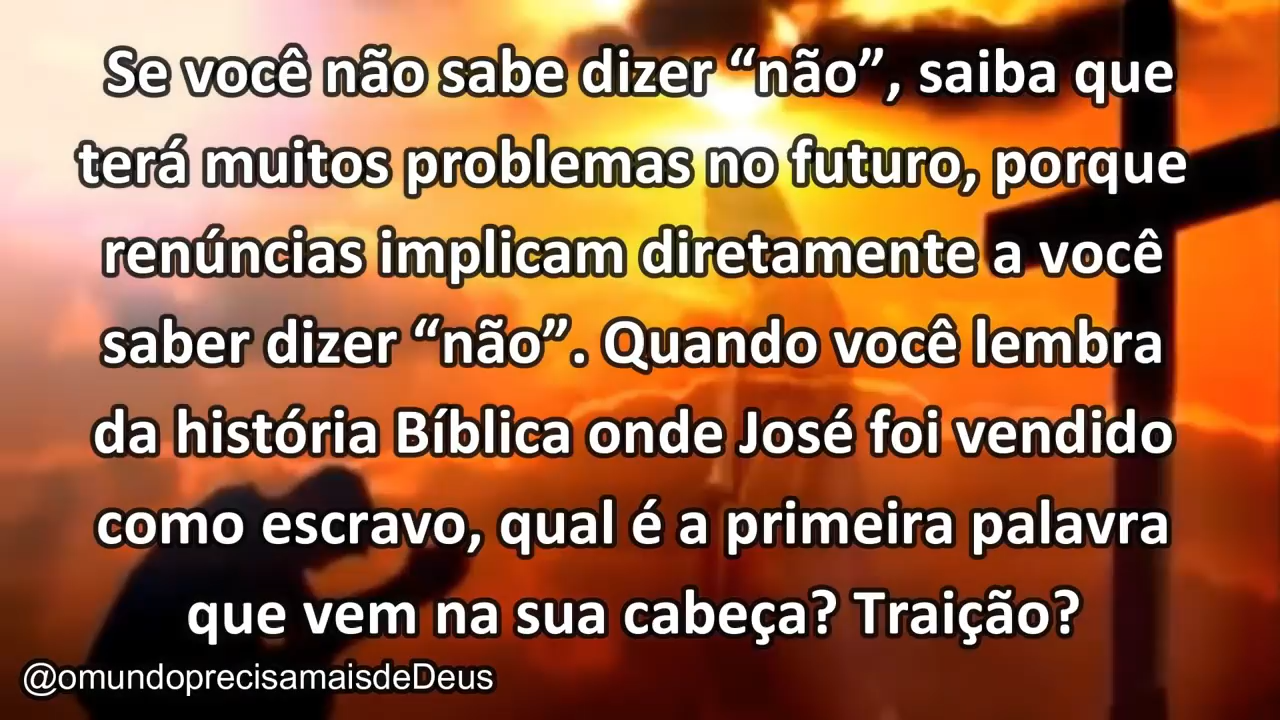 Se você não sabe dizer “não”, saiba que
terá muitos problemas no futuro, porque
renúncias implicam diretamente a você
saber dizer “não”. Quando você lembra
da história Bíblica onde José foi vendido
como escravo, qual é a primeira palavra
que vem na sua cabeça? Traição?
@omundoprecisamaisdeDeus